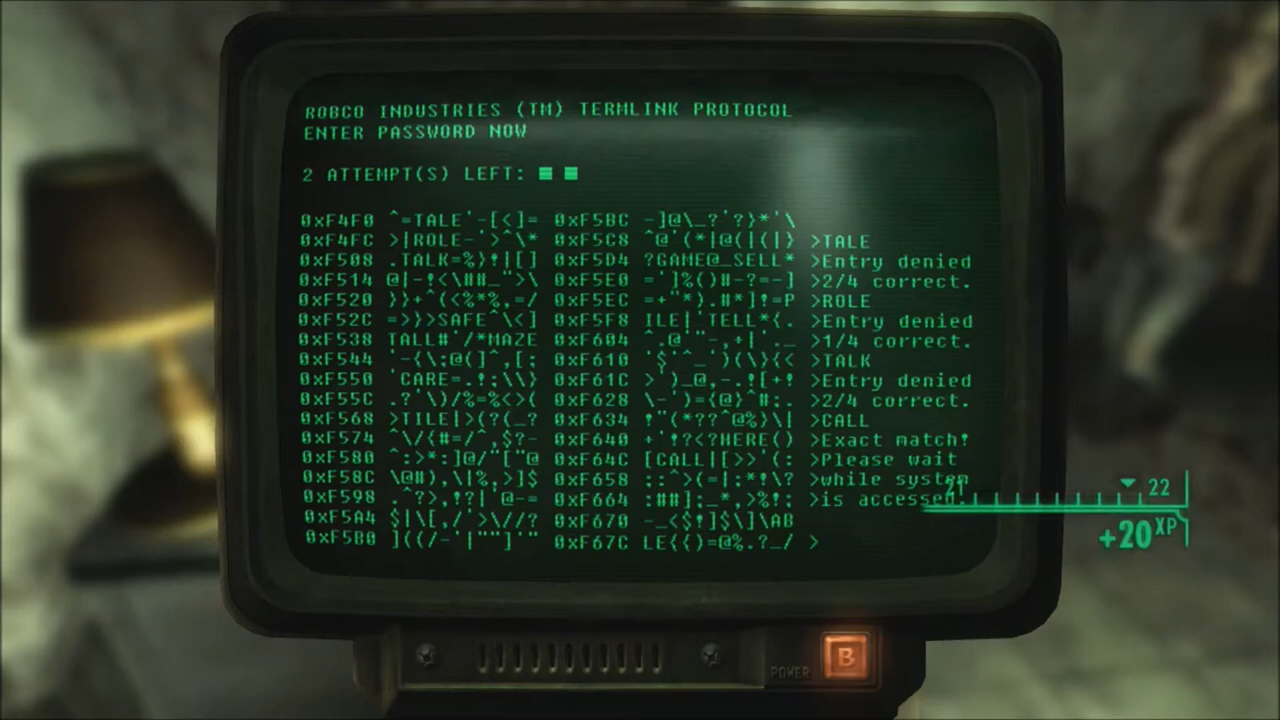 ROBCO INDUSTRIES (TM) TERMLINK PROTOCOL
ENTER PASSWORD NOW
2 ATTEMPT(S) LEFT: ■ ■
0xF4F0 ^=TALE'-[<]= 0xF5BC -]@\_?'?}*'\
0xF4FC >|ROLE-'>^\* 0xF5C8 ^@'(*|@(|(|} >TALE
0xF508 .TALK=%}!|[] 0xF5D4 ?GAME@_SELL* >Entry denied
0xF514 @|-!<\##_">\ 0xF5E0 =']%()#-?=-] >2/4 correct.
0xF520 }}+^(<%*%,=/ 0xF5EC =+"*}.#*]!=P >ROLE
0xF52C =>}>SAFE^\<] 0xF5F8 ILE|'TELL*{. >Entry denied
0xF538 TALL#'/*MAZE 0xF604 ^.@'"-,+|'._ >1/4 correct.
0xF544 '-{\;@(]^,[: 0xF610 '$'^_')(\}{< >TALK
0xF550 'CARE=.!;\\} 0xF61C >')_@,-.![+! >Entry denied
0xF55C .?'\)/%=%<>( 0xF628 \-')={@}^#;. >2/4 correct.
0xF568 >TILE|>(?(_? 0xF634 !"(*??^@%}\| >CALL
0xF574 ^\/{#=/^,$?- 0xF640 +'!?<?HERE() >Exact match!
0xF580 ^:>*:]@/"["@ 0xF64C [CALL|[>>'(: >Please wait
0xF58C \@#),\|%,>]$ 0xF658 ::^>(=|:*!\? >while system
0xF598 .^?>,!?|'@-= 0xF664 :##];_*,>%!; >is accessed.
0xF5A4 $|\[,/'>\//? 0xF670 -_<$!]$\]\AB
0xF5B0 ]((/-'|""]'" 0xF67C LE{{)=@%.?_/ >
22
+20 XP
POWER
B